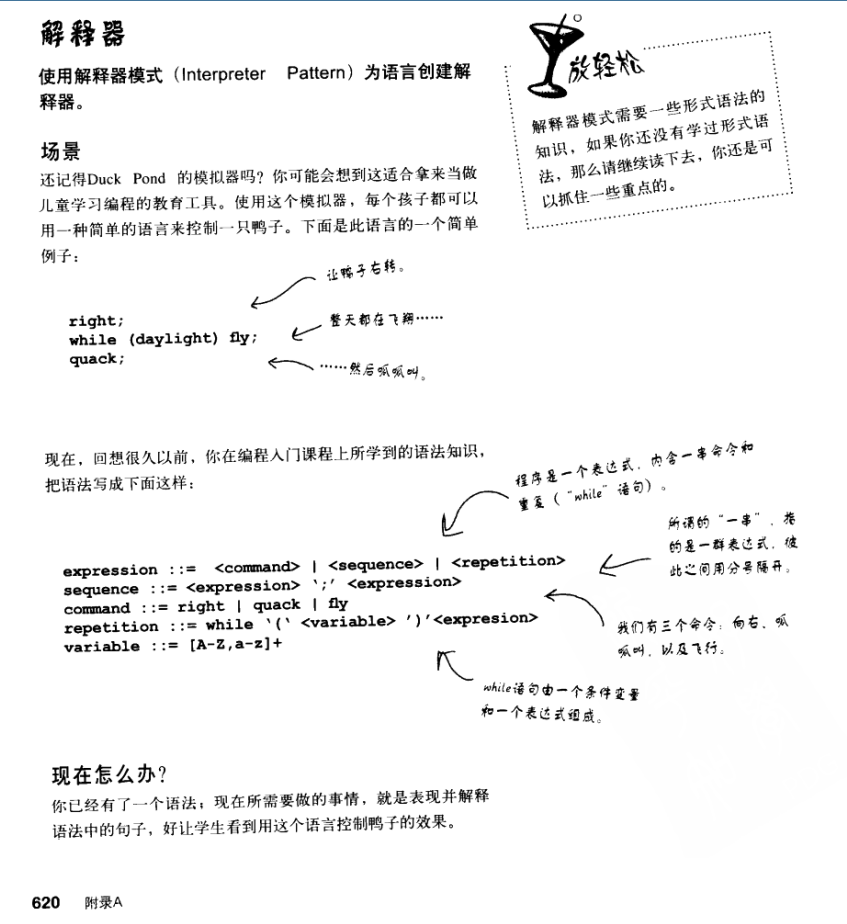 解释器
使用解释器模式（Interpreter Pattern）为语言创建解
释器。
放轻松
解释器模式需要一些形式语法的
知识，如果你还没有学过形式语
法，那么请继续读下去，你还是可
以抓住一些重点的。
场景
还记得Duck Pond 的模拟器吗？你可能会想到这适合拿来当做
儿童学习编程的教育工具。使用这个模拟器，每个孩子都可以
用一种简单的语言来控制一只鸭子。下面是此语言的一个简单
例子：
让鸭子右转。
right;
整天都在飞翔……
while (daylight) fly;
quack;
……然后呱呱叫。
现在，回想很久以前，你在编程入门课程上所学到的语法知识，
把语法写成下面这样：
程序是一个表达式，内含一串命令和
重复（“while”语句）。
所谓的“一串”，指
的是一群表达式，彼
此之间用分号隔开。
expression ::= <command> | <sequence> | <repetition>
sequence ::= <expression> ‘;’ <expression>
command ::= right | quack | fly
repetition ::= while ‘(‘ <variable> ’)’<expresion>
variable ::= [A-Z,a-z]+
我们有三个命令：向右、呱
呱叫，以及飞行。
while语句由一个条件变量
和一个表达式组成。
现在怎么办？
你已经有了一个语法；现在所需要做的事情，就是表现并解释
语法中的句子，好让学生看到用这个语言控制鸭子的效果。
620 附录A